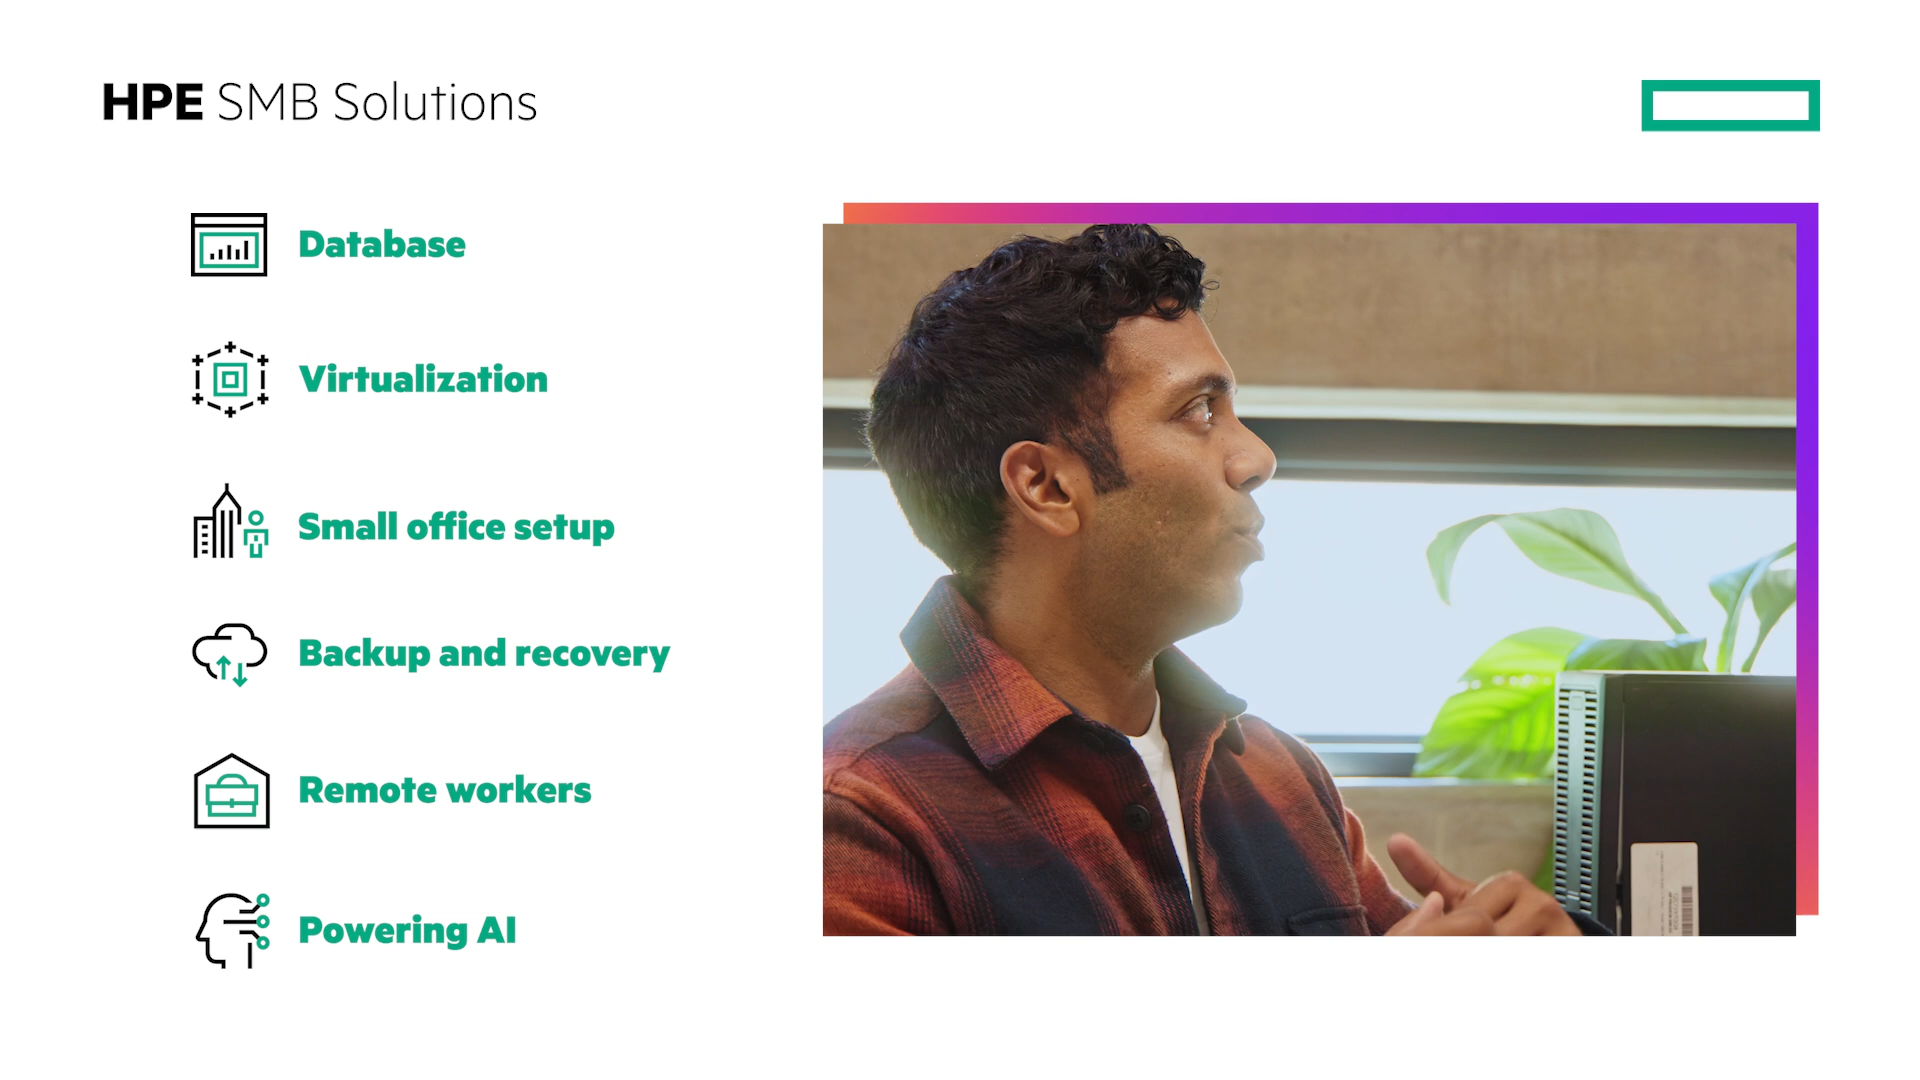 HPE SMB Solutions
Database
Virtualization
Small office setup
Backup and recovery
Remote workers
Powering AI